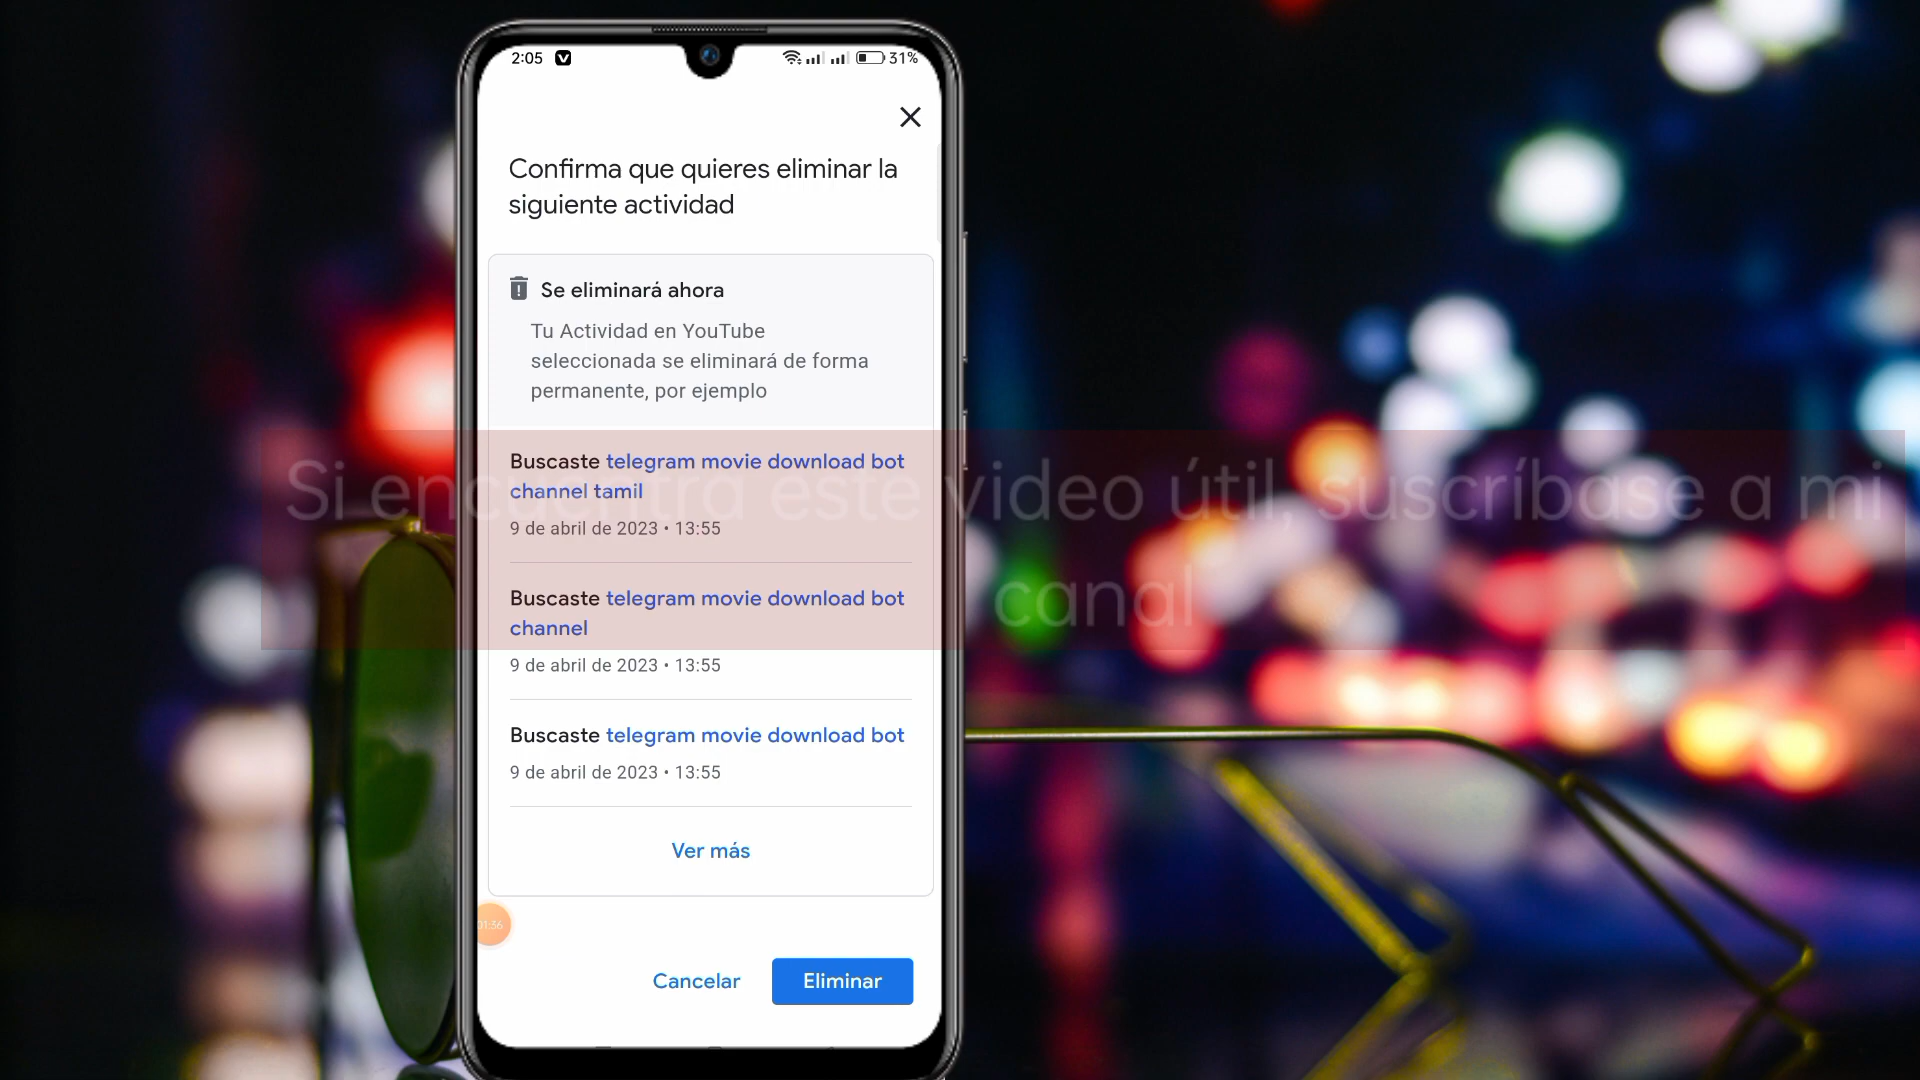 2:05
31%
Confirma que quieres eliminar la
siguiente actividad
Se eliminará ahora
Tu Actividad en YouTube
seleccionada se eliminará de forma
permanente, por ejemplo
Buscaste telegram movie download bot
channel tamil
9 de abril de 2023 • 13:55
Buscaste telegram movie download bot
channel
9 de abril de 2023 • 13:55
Buscaste telegram movie download bot
9 de abril de 2023 • 13:55
Ver más
01:36
Cancelar
Eliminar
Si encuentra este video útil, suscríbase a mi
canal